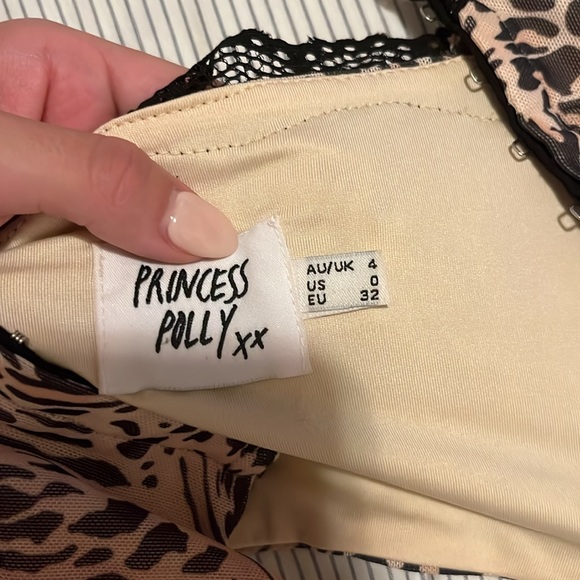 PRINCESS
POLLY xx
AU/UK 4
US 0
EU 32